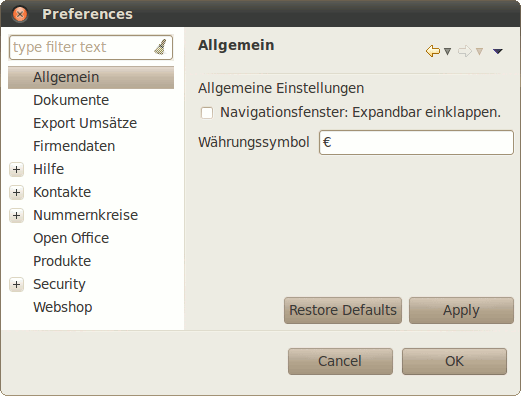 Preferences
type filter text
Allgemein
Dokumente
Export Umsätze
Firmendaten
Hilfe
Kontakte
Nummernkreise
Open Office
Produkte
Security
Webshop
Allgemein
Allgemeine Einstellungen
Navigationsfenster: Expandbar einklappen.
Währungssymbol €
Restore Defaults Apply
Cancel OK